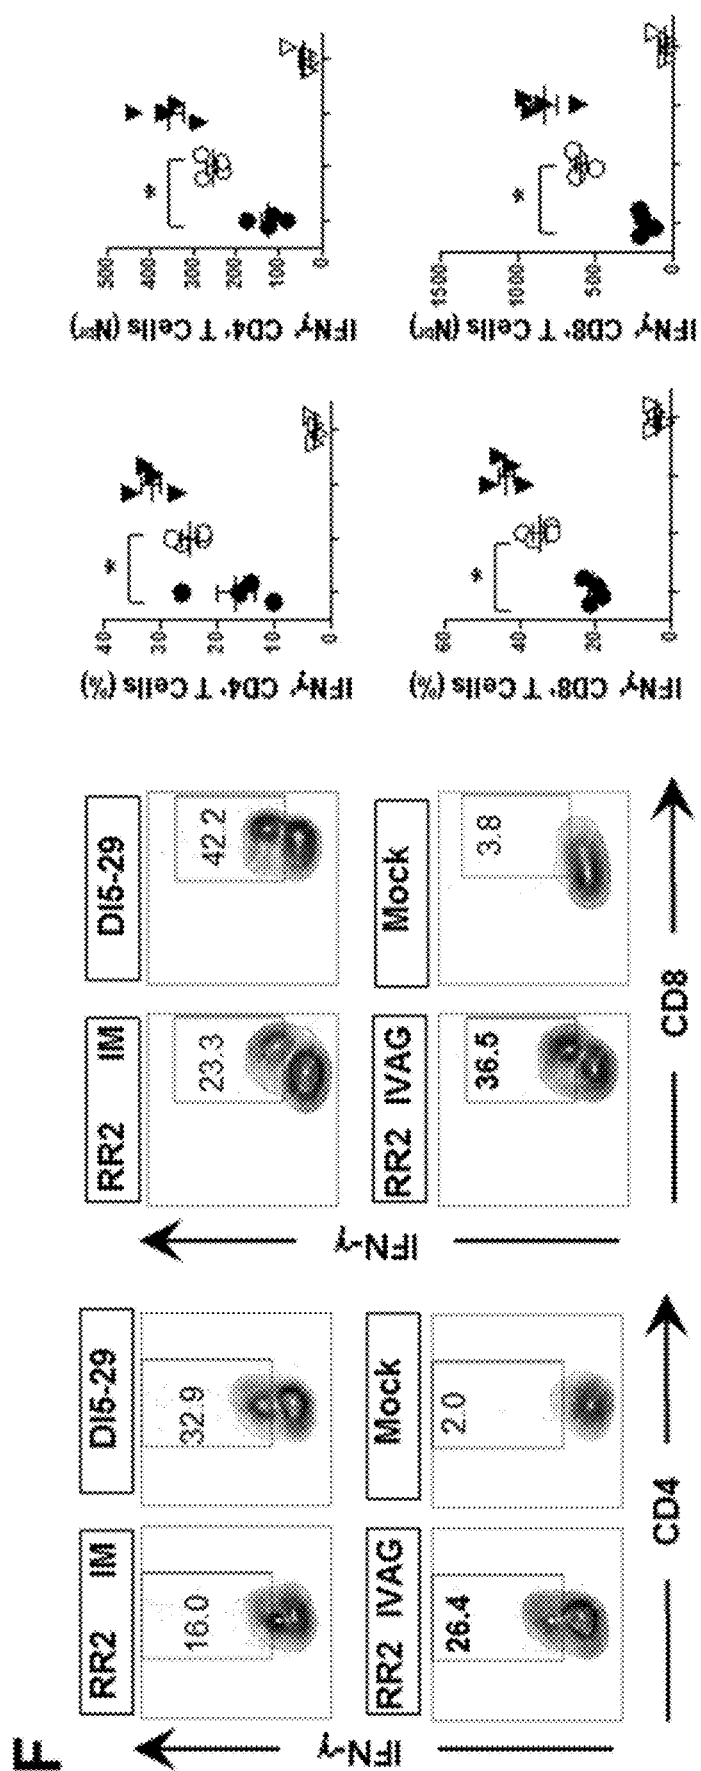 F
RR2 IM
DI5-29
16.0
32.9
RR2 IVAG
Mock
26.4
2.0
IFN-γ
CD4
RR2 IM
DI5-29
23.3
42.2
RR2 IVAG
Mock
36.5
3.8
IFN-γ
CD8
IFNγ⁺ CD4⁺ T Cells (%)
40
30
20
10
0
*
IFNγ⁺ CD4⁺ T Cells (Nº)
500
400
300
200
100
0
*
IFNγ⁺ CD8⁺ T Cells (%)
60
40
20
0
*
IFNγ⁺ CD8⁺ T Cells (Nº)
1500
1000
500
0
*